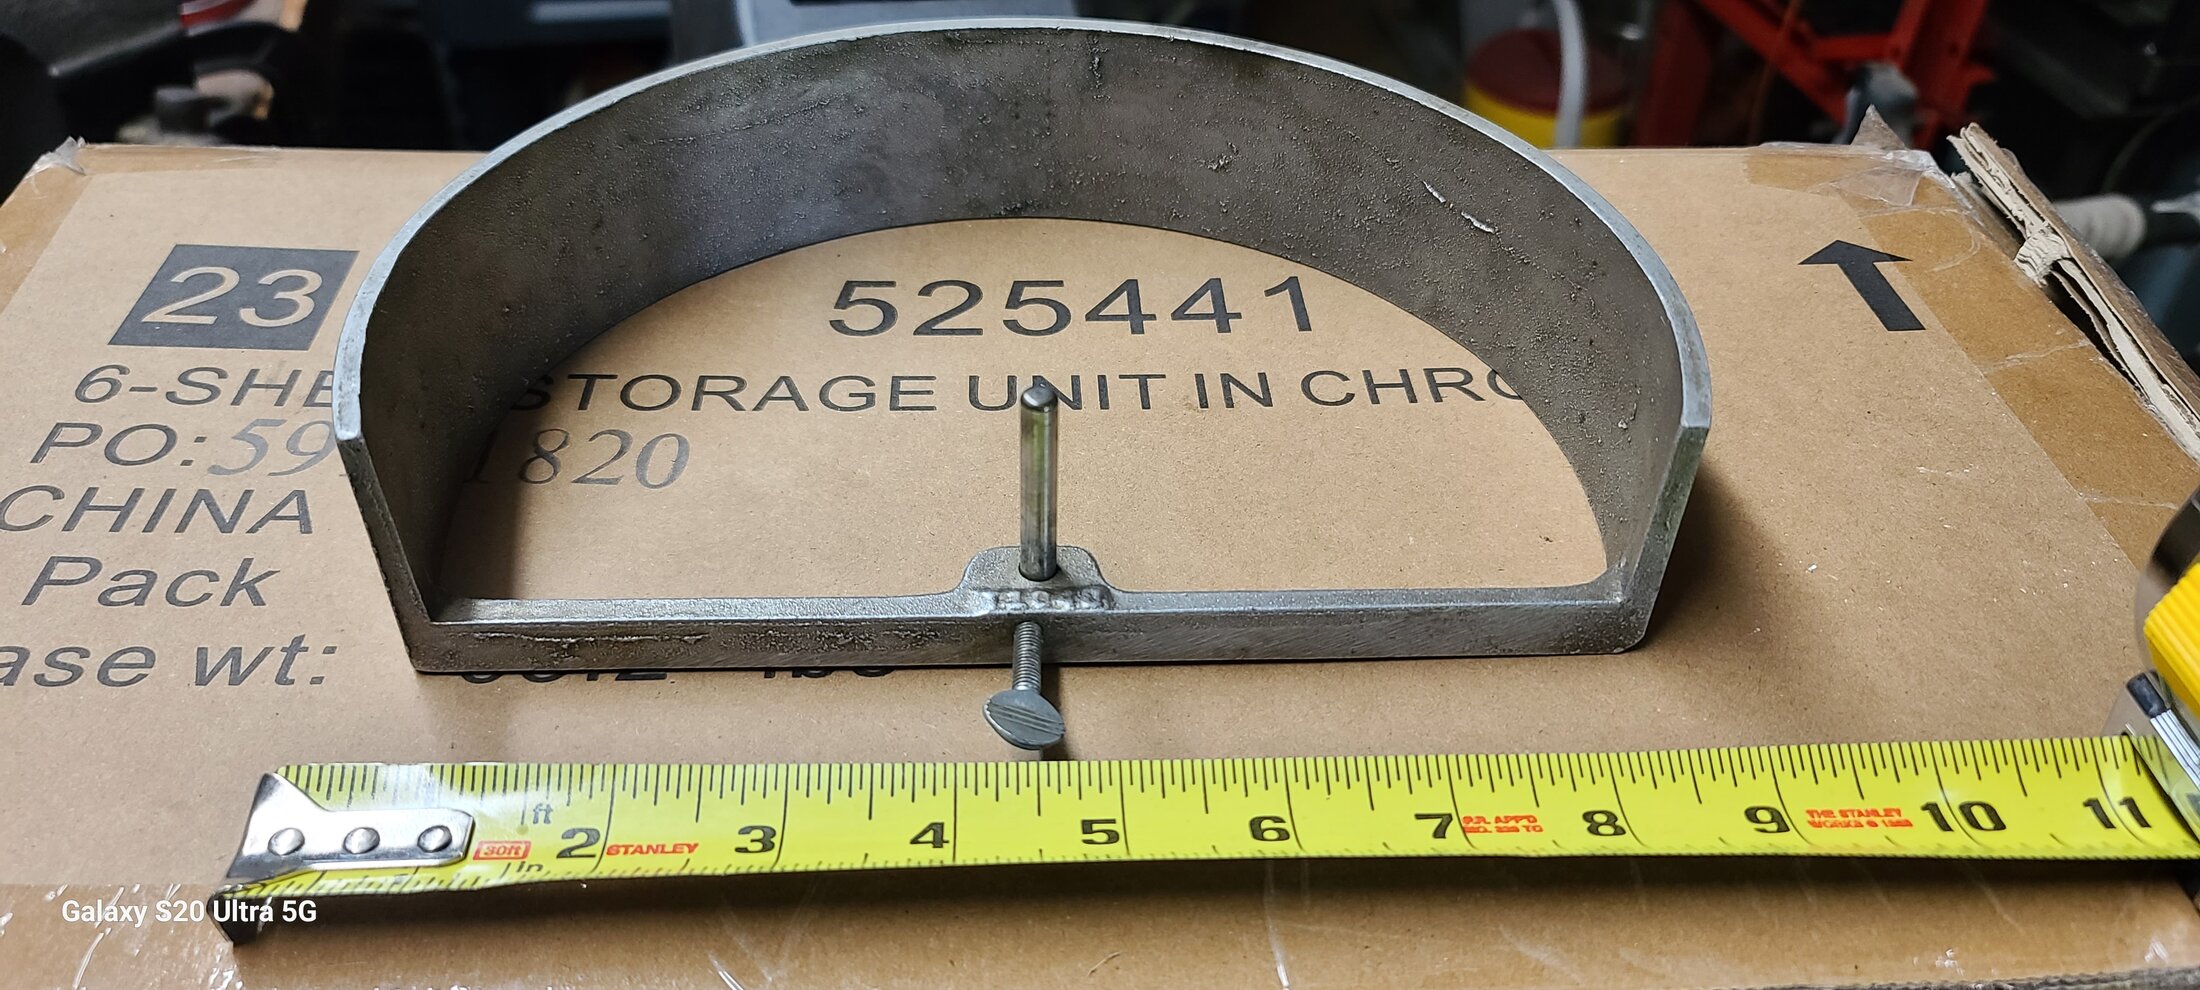 23
525441
6-SHE STORAGE UNIT IN CHRO
PO:59 1820
CHINA
Pack
ase wt:
ft
2 3 4 5 6 7 8 9 10 11
30ft STANLEY
in
THE STANLEY
Galaxy S20 Ultra 5G